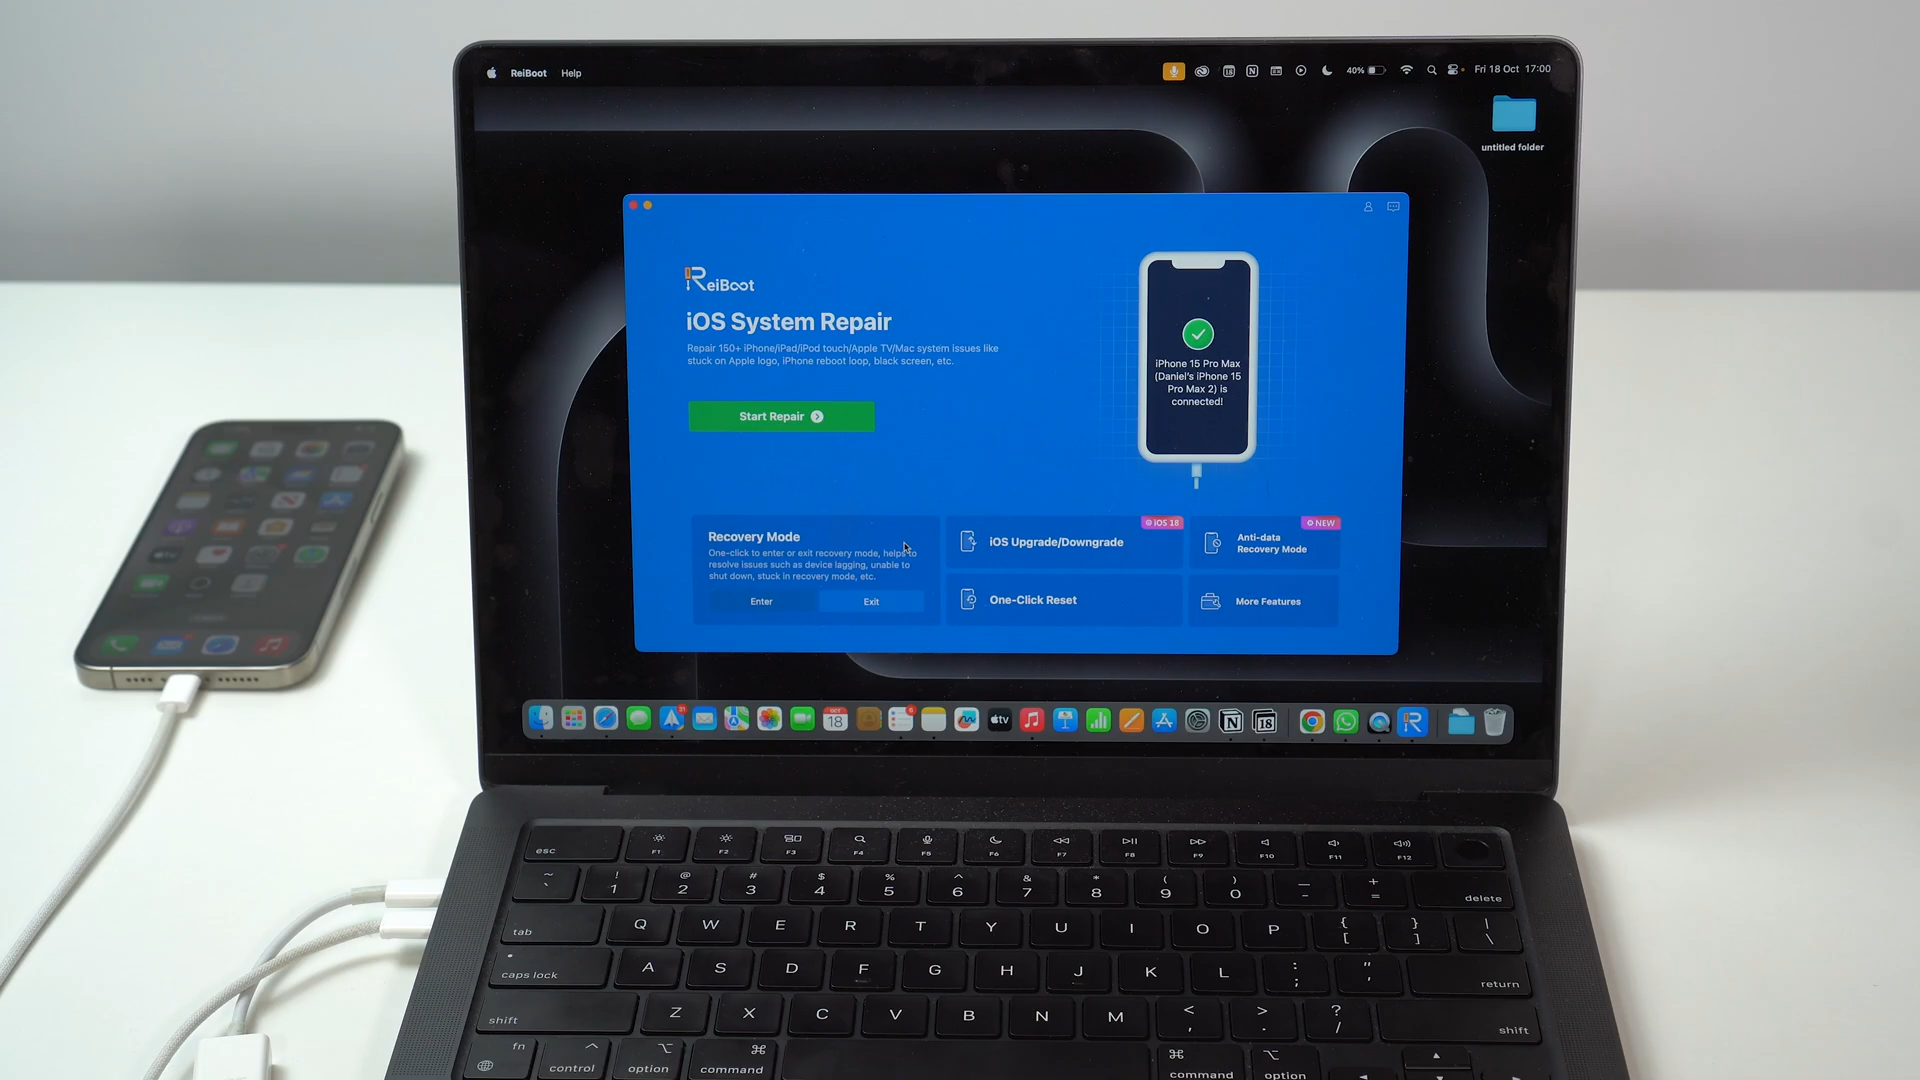 ReiBoot Help
40% Fri 18 Oct 17:00
untitled folder
ReiBoot
iOS System Repair
Repair 150+ iPhone/iPad/iPod touch/Apple TV/Mac system issues like
stuck on Apple logo, iPhone reboot loop, black screen, etc.
Start Repair
iPhone 15 Pro Max
(Daniel's iPhone 15
Pro Max 2) is
connected!
Recovery Mode
One-click to enter or exit recovery mode, helps to
resolve issues such as device lagging, unable to
shut down, stuck in recovery mode, etc.
Enter Exit
iOS 18
iOS Upgrade/Downgrade
One-Click Reset
NEW
Anti-data
Recovery Mode
More Features
31 OCT 18 6 tv N 18 R
esc F1 F2 F3 F4 F5 F6 F7 F8 F9 F10 F11 F12
~ ! @ # $ % ^ & * ( ) _ +
` 1 2 3 4 5 6 7 8 9 0 - = delete
tab Q W E R T Y U I O P { [ } ] | \
caps lock A S D F G H J K L : ; " ' return
shift Z X C V B N M < , > . ? / shift
fn control option command command option